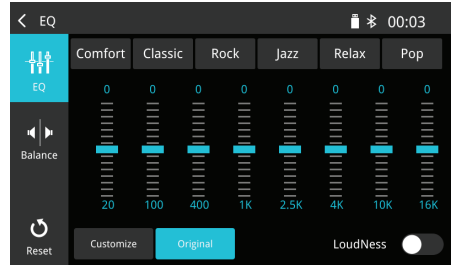 EQ 00:03
Comfort Classic Rock Jazz Relax Pop
EQ
0 0 0 0 0 0 0 0
Balance
20 100 400 1K 2.5K 4K 10K 16K
Reset
Customize Original LoudNess